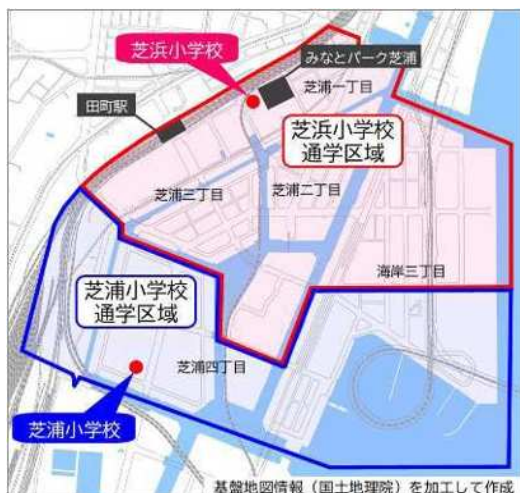 芝浜小学校
みなとパーク芝浦
田町駅
芝浦一丁目
芝浜小学校
通学区域
芝浦三丁目
芝浦二丁目
海岸三丁目
芝浦小学校
通学区域
芝浦四丁目
芝浦小学校
基盤地図情報（国土地理院）を加工して作成